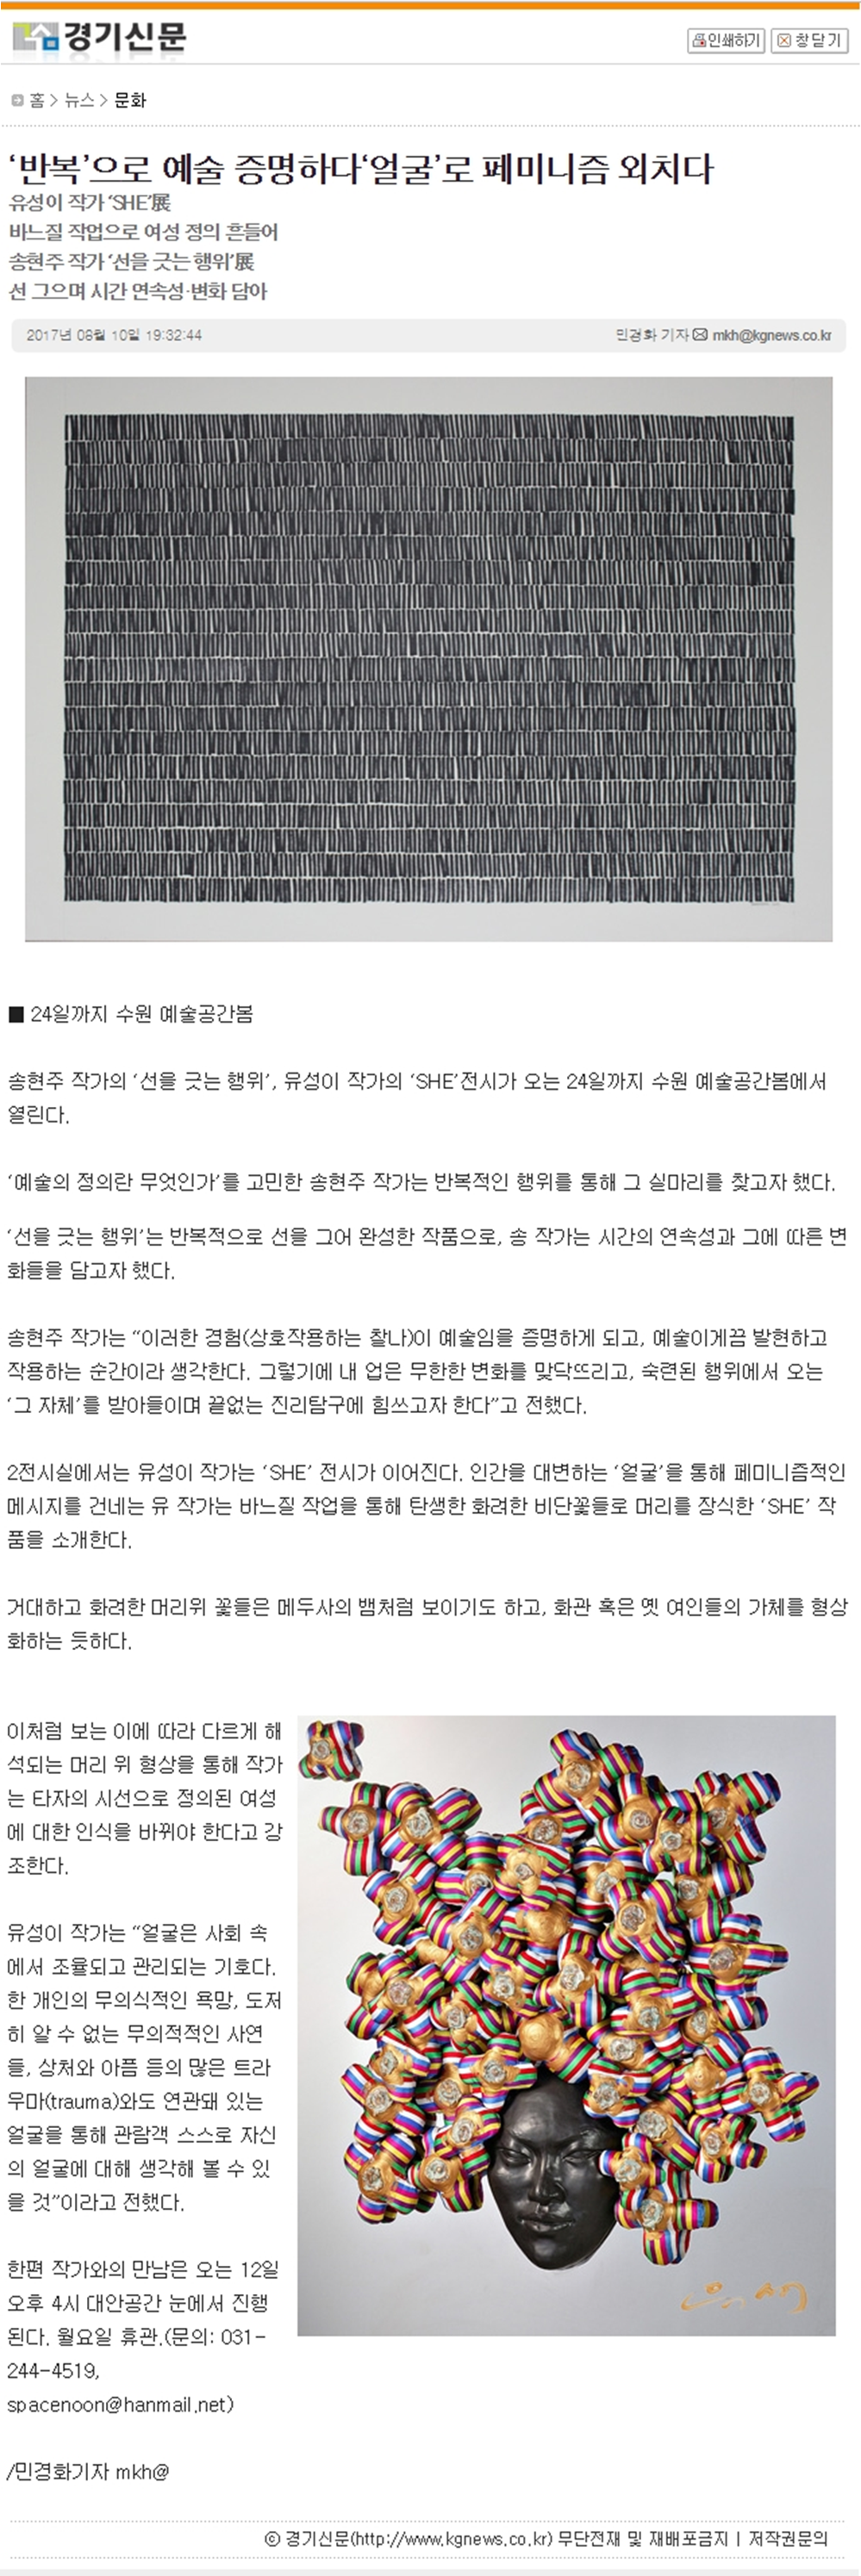 경기신문
인쇄하기 창닫기
홈 > 뉴스 > 문화
‘반복’으로 예술 증명하다‘얼굴’로 페미니즘 외치다
유성이 작가 ‘SHE’展
바느질 작업으로 여성 정의 흔들어
송현주 작가 ‘선을 긋는 행위’展
선 그으며 시간 연속성·변화 담아
2017년 08월 10일 19:32:44 민경화 기자 mkh@kgnews.co.kr
■ 24일까지 수원 예술공간봄
송현주 작가의 ‘선을 긋는 행위’, 유성이 작가의 ‘SHE’전시가 오는 24일까지 수원 예술공간봄에서
열린다.
‘예술의 정의란 무엇인가’를 고민한 송현주 작가는 반복적인 행위를 통해 그 실마리를 찾고자 했다.
‘선을 긋는 행위’는 반복적으로 선을 그어 완성한 작품으로, 송 작가는 시간의 연속성과 그에 따른 변
화들을 담고자 했다.
송현주 작가는 “이러한 경험(상호작용하는 찰나)이 예술임을 증명하게 되고, 예술이게끔 발현하고
작용하는 순간이라 생각한다. 그렇기에 내 업은 무한한 변화를 맞닥뜨리고, 숙련된 행위에서 오는
‘그 자체’를 받아들이며 끝없는 진리탐구에 힘쓰고자 한다”고 전했다.
2전시실에서는 유성이 작가는 ‘SHE’ 전시가 이어진다. 인간을 대변하는 ‘얼굴’을 통해 페미니즘적인
메시지를 건네는 유 작가는 바느질 작업을 통해 탄생한 화려한 비단꽃들로 머리를 장식한 ‘SHE’ 작
품을 소개한다.
거대하고 화려한 머리위 꽃들은 메두사의 뱀처럼 보이기도 하고, 화관 혹은 옛 여인들의 가체를 형상
화하는 듯하다.
이처럼 보는 이에 따라 다르게 해
석되는 머리 위 형상을 통해 작가
는 타자의 시선으로 정의된 여성
에 대한 인식을 바뀌야 한다고 강
조한다.
유성이 작가는 “얼굴은 사회 속
에서 조율되고 관리되는 기호다.
한 개인의 무의식적인 욕망, 도저
히 알 수 없는 무의적적인 사연
들, 상처와 아픔 등의 많은 트라
우마(trauma)와도 연관돼 있는
얼굴을 통해 관람객 스스로 자신
의 얼굴에 대해 생각해 볼 수 있
을 것”이라고 전했다.
한편 작가와의 만남은 오는 12일
오후 4시 대안공간 눈에서 진행
된다. 월요일 휴관.(문의: 031-
244-4519,
spacenoon@hanmail.net)
/민경화기자 mkh@
ⓒ 경기신문(http://www.kgnews.co.kr) 무단전재 및 재배포금지 | 저작권문의